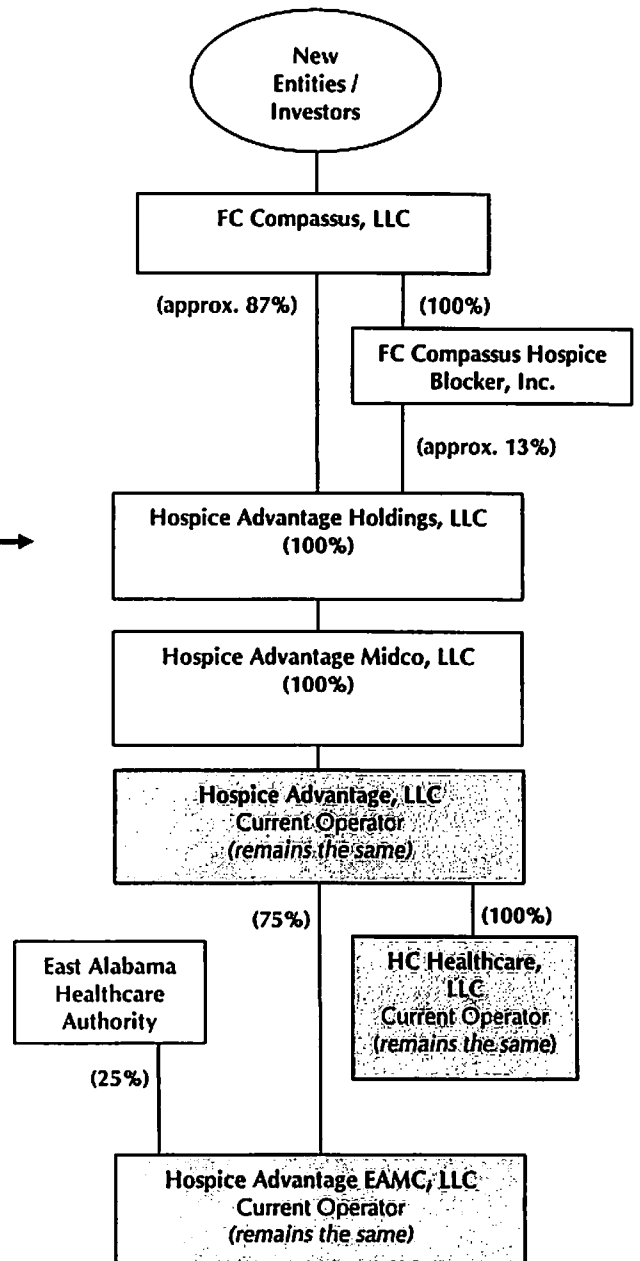 New
Entities /
Investors
FC Compassus, LLC
(approx. 87%)
(100%)
FC Compassus Hospice
Blocker, Inc.
(approx. 13%)
Hospice Advantage Holdings, LLC
(100%)
Hospice Advantage Midco, LLC
(100%)
Hospice Advantage, LLC
Current Operator
(remains the same)
(75%)
(100%)
East Alabama
Healthcare
Authority
HC Healthcare,
LLC
Current Operator
(remains the same)
(25%)
Hospice Advantage EAMC, LLC
Current Operator
(remains the same)